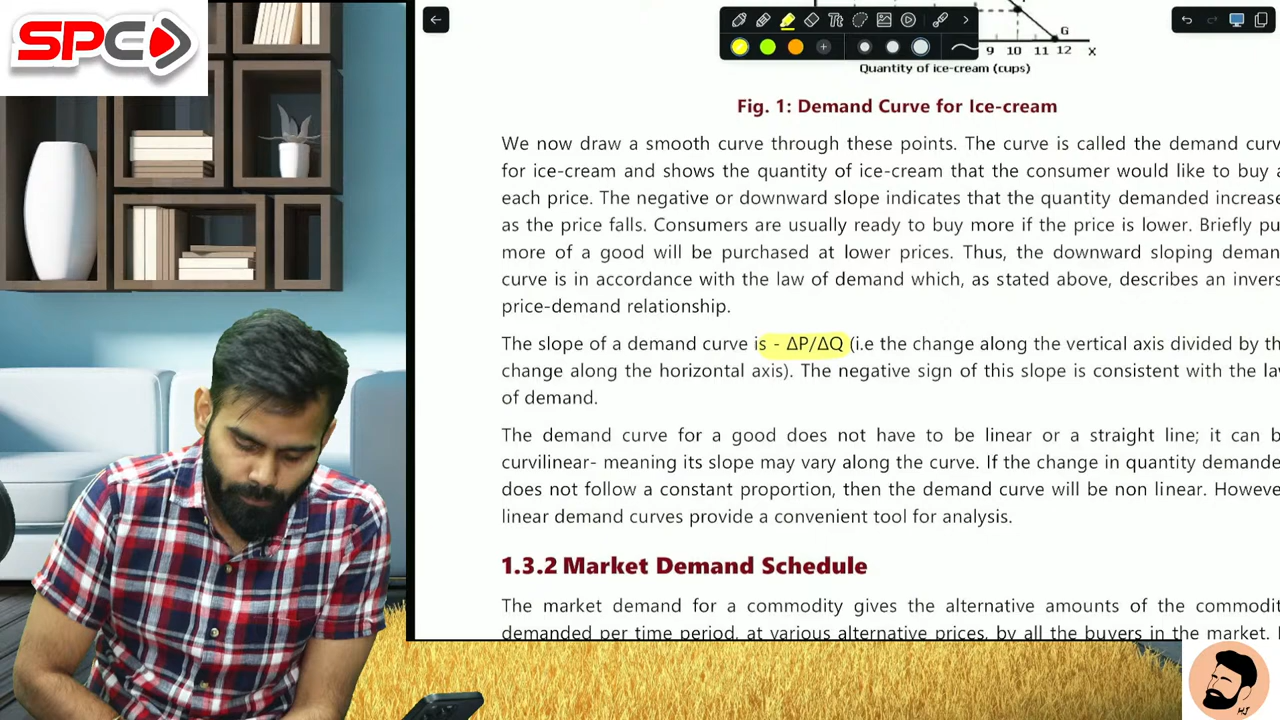 SPC
G
9 10 11 12 X
Quantity of ice-cream (cups)
Fig. 1: Demand Curve for Ice-cream
We now draw a smooth curve through these points. The curve is called the demand curv
for ice-cream and shows the quantity of ice-cream that the consumer would like to buy a
each price. The negative or downward slope indicates that the quantity demanded increase
as the price falls. Consumers are usually ready to buy more if the price is lower. Briefly pu
more of a good will be purchased at lower prices. Thus, the downward sloping deman
curve is in accordance with the law of demand which, as stated above, describes an invers
price-demand relationship.
The slope of a demand curve is - ΔP/ΔQ (i.e the change along the vertical axis divided by th
change along the horizontal axis). The negative sign of this slope is consistent with the law
of demand.
The demand curve for a good does not have to be linear or a straight line; it can b
curvilinear- meaning its slope may vary along the curve. If the change in quantity demande
does not follow a constant proportion, then the demand curve will be non linear. Howeve
linear demand curves provide a convenient tool for analysis.
1.3.2 Market Demand Schedule
The market demand for a commodity gives the alternative amounts of the commodit
demanded per time period, at various alternative prices, by all the buyers in the market. I
HJ